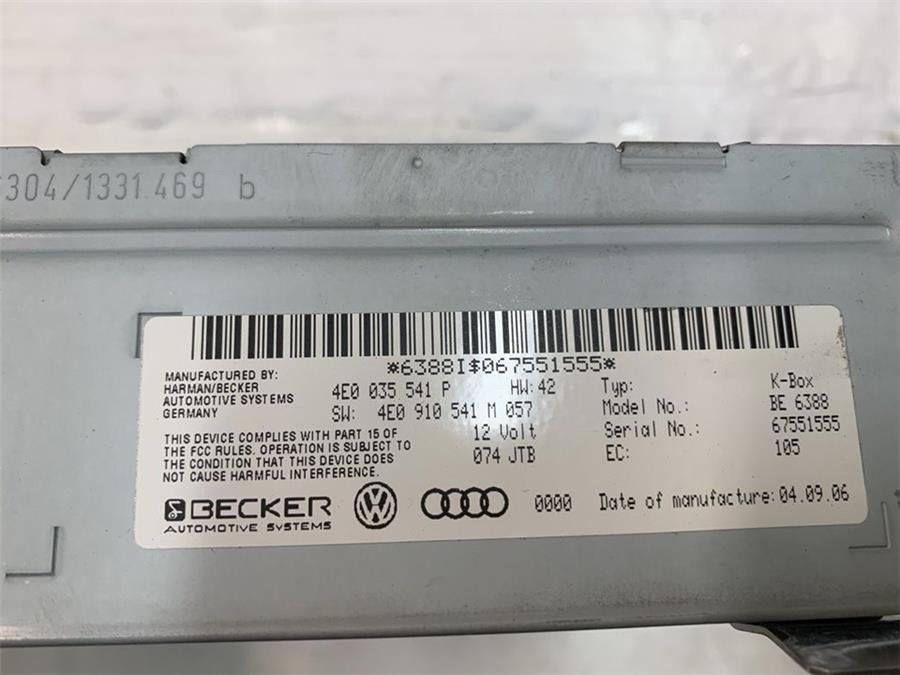 304/1331.469 b
*6388I$067551555*
MANUFACTURED BY:
HARMAN/BECKER
AUTOMOTIVE SYSTEMS
GERMANY
4E0 035 541 P HW:42
SW: 4E0 910 541 M 057
12 Volt
074 JTB
Typ: K-Box
Model No.: BE 6388
Serial No.: 67551555
EC: 105
THIS DEVICE COMPLIES WITH PART 15 OF
THE FCC RULES. OPERATION IS SUBJECT TO
THE CONDITION THAT THIS DEVICE DOES
NOT CAUSE HARMFUL INTERFERENCE.
BECKER
AUTOMOTIVE SYSTEMS
0000 Date of manufacture:04.09.06